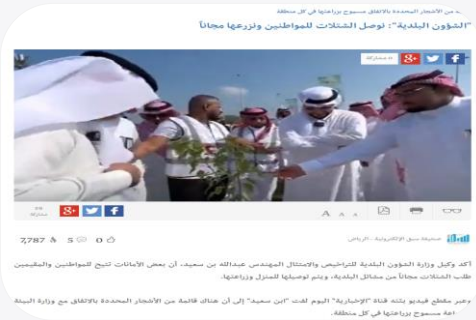 ة من الأشجار المحددة بالاتفاق مسموح بزراعتها في كل منطقة
"الشؤون البلدية": نوصل الشتلات للمواطنين ونزرعها مجاناً
A A A
7,787 5 0
صحيفة سبق الإلكترونية - الرياض
أكد وكيل وزارة الشؤون البلدية للتراخيص والامتثال المهندس عبدالله بن سعيد، أن بعض الأمانات تتيح للمواطنين والمقيمين
طلب الشتلات مجاناً من مشاتل البلدية، ويتم توصيلها للمنزل وزراعتها.
وعبر مقطع فيديو بثته قناة "الإخبارية" اليوم لفت "ابن سعيد" إلى أن هناك قائمة من الأشجار المحددة بالاتفاق مع وزارة البيئة
اعة مسموح بزراعتها في كل منطقة.